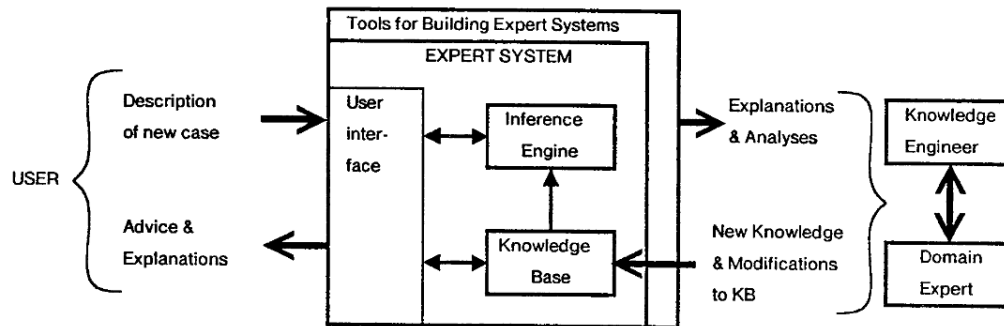 Tools for Building Expert Systems
EXPERT SYSTEM
USER
Description
of new case
Advice &
Explanations
User
inter-
face
Inference
Engine
Knowledge
Base
Explanations
& Analyses
New Knowledge
& Modifications
to KB
Knowledge
Engineer
Domain
Expert